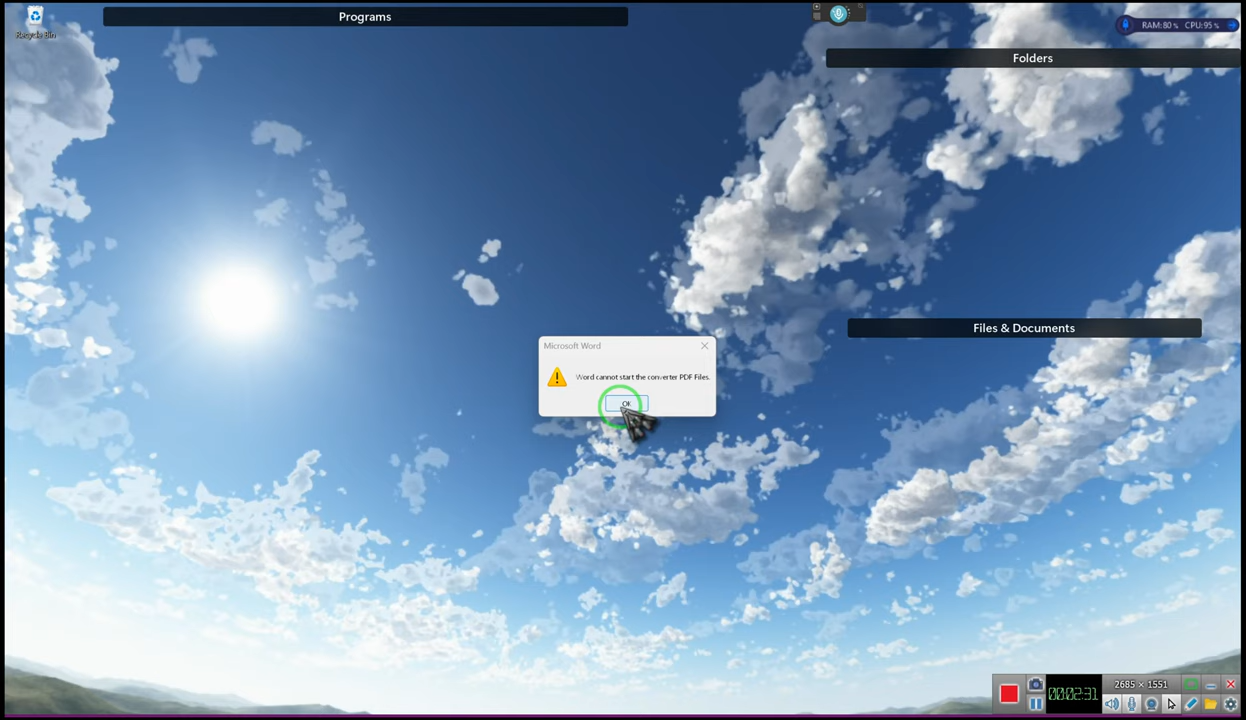 Recycle Bin
Programs
RAM:80% CPU:95%
Folders
Files & Documents
Microsoft Word
Word cannot start the converter PDF Files.
OK
2685 × 1551
00:02:31